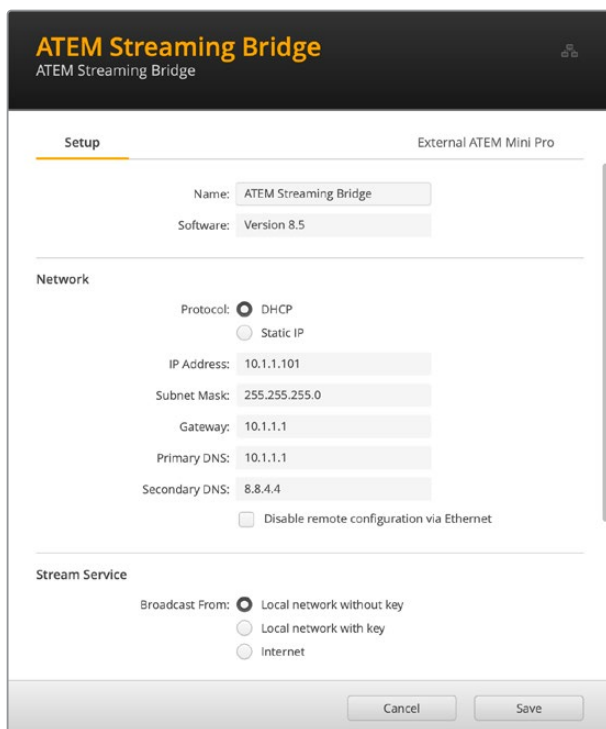 ATEM Streaming Bridge
ATEM Streaming Bridge
Setup External ATEM Mini Pro
Name: ATEM Streaming Bridge
Software: Version 8.5
Network
Protocol: DHCP
Static IP
IP Address: 10.1.1.101
Subnet Mask: 255.255.255.0
Gateway: 10.1.1.1
Primary DNS: 10.1.1.1
Secondary DNS: 8.8.4.4
Disable remote configuration via Ethernet
Stream Service
Broadcast From: Local network without key
Local network with key
Internet
Cancel Save